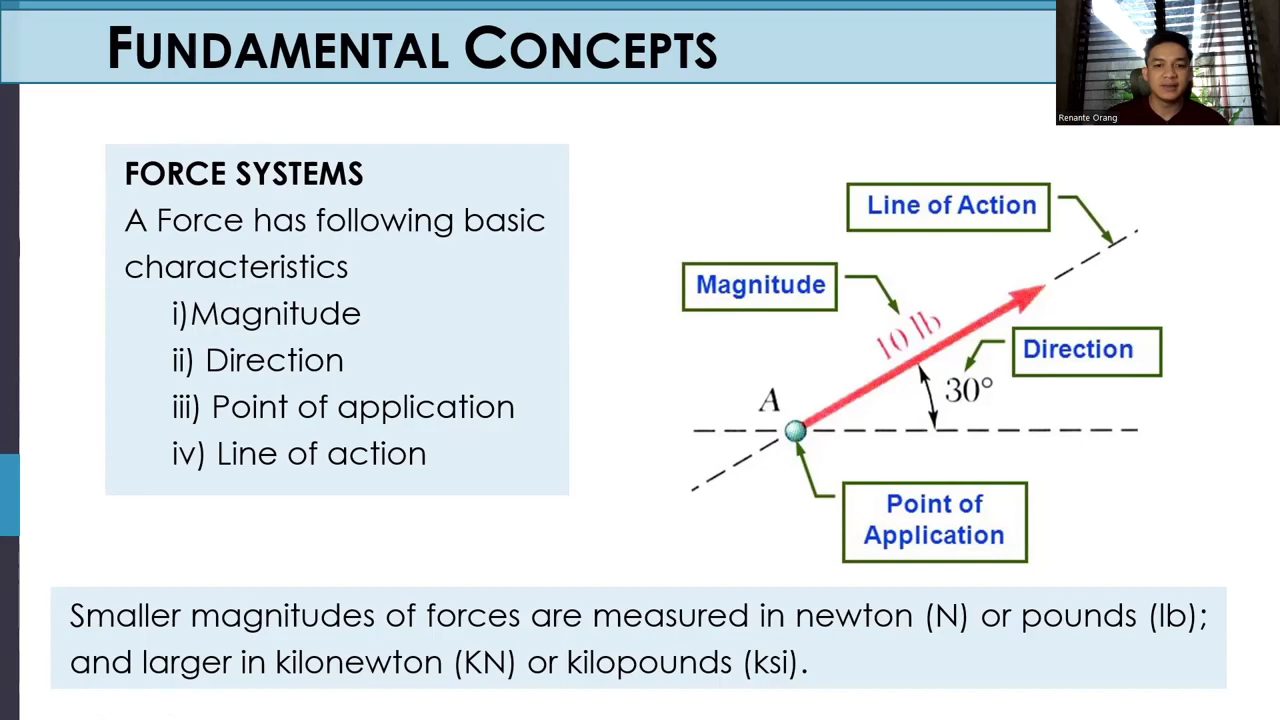 FUNDAMENTAL CONCEPTS
Renante Orang
FORCE SYSTEMS
A Force has following basic
characteristics
i)Magnitude
ii) Direction
iii) Point of application
iv) Line of action
Line of Action
Magnitude
10 lb
Direction
30°
A
Point of
Application
Smaller magnitudes of forces are measured in newton (N) or pounds (lb);
and larger in kilonewton (KN) or kilopounds (ksi).